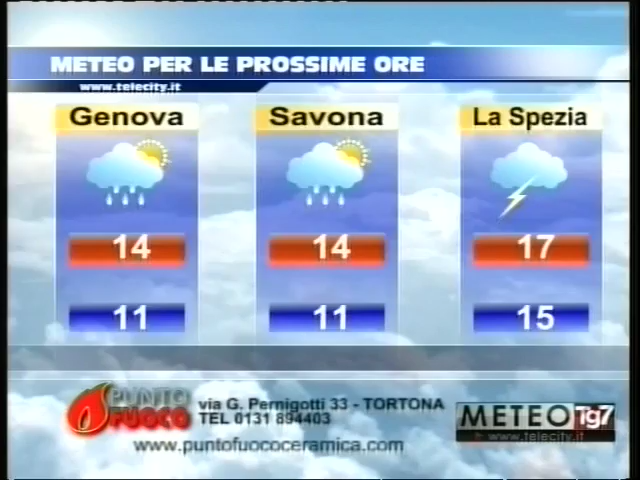 METEO PER LE PROSSIME ORE
www.telecity.it
Genova Savona La Spezia
14 14 17
11 11 15
PUNTO FUOCO
via G. Pernigotti 33 - TORTONA
TEL 0131 894403
www.puntofuococeramica.com
METEO Tg7
www.telecity.it